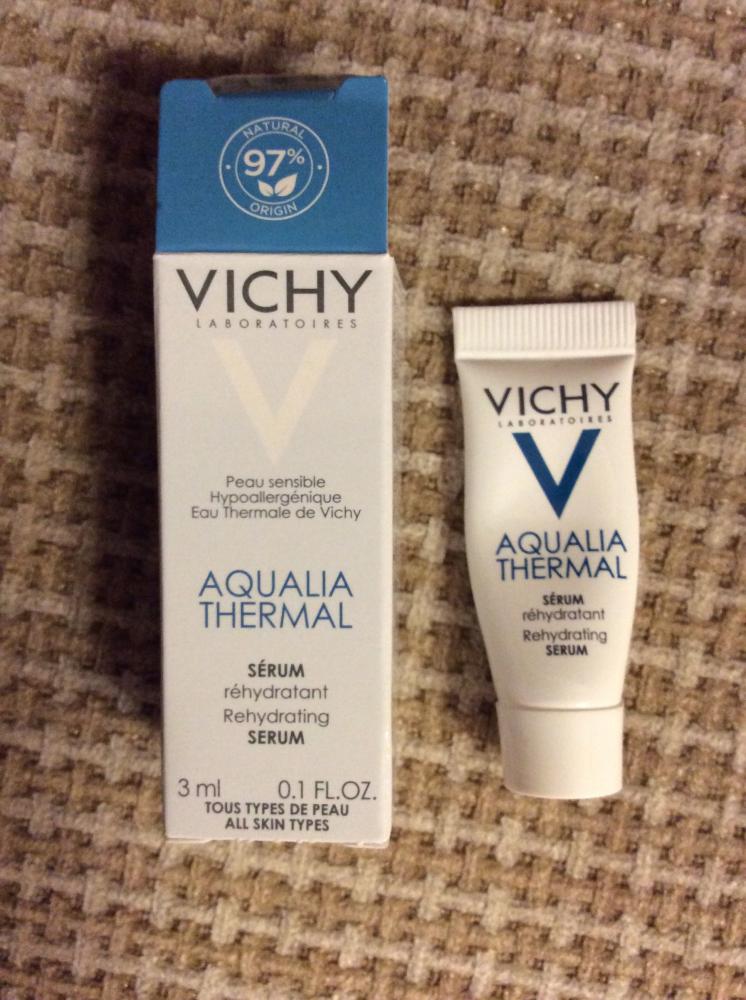 NATURAL
97%
ORIGIN
VICHY
LABORATOIRES
V
Peau sensible
Hypoallergénique
Eau Thermale de Vichy
AQUALIA
THERMAL
SÉRUM
réhydratant
Rehydrating
SERUM
3 ml 0.1 FL.OZ.
TOUS TYPES DE PEAU
ALL SKIN TYPES
VICHY
LABORATOIRES
V
AQUALIA
THERMAL
SÉRUM
réhydratant
Rehydrating
SERUM